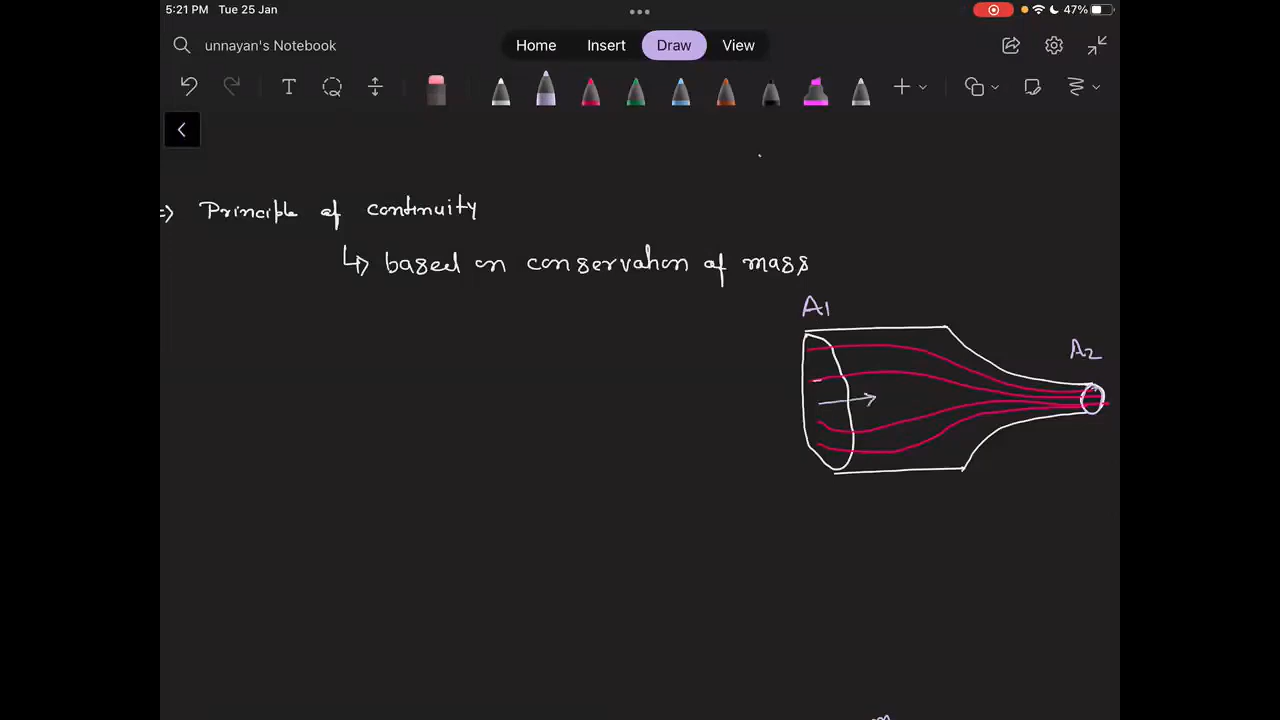 5:21 PM Tue 25 Jan
47%
unnayan's Notebook
Home Insert Draw View
=> Principle of continuity
↳ based on conservation of mass
A1
A2